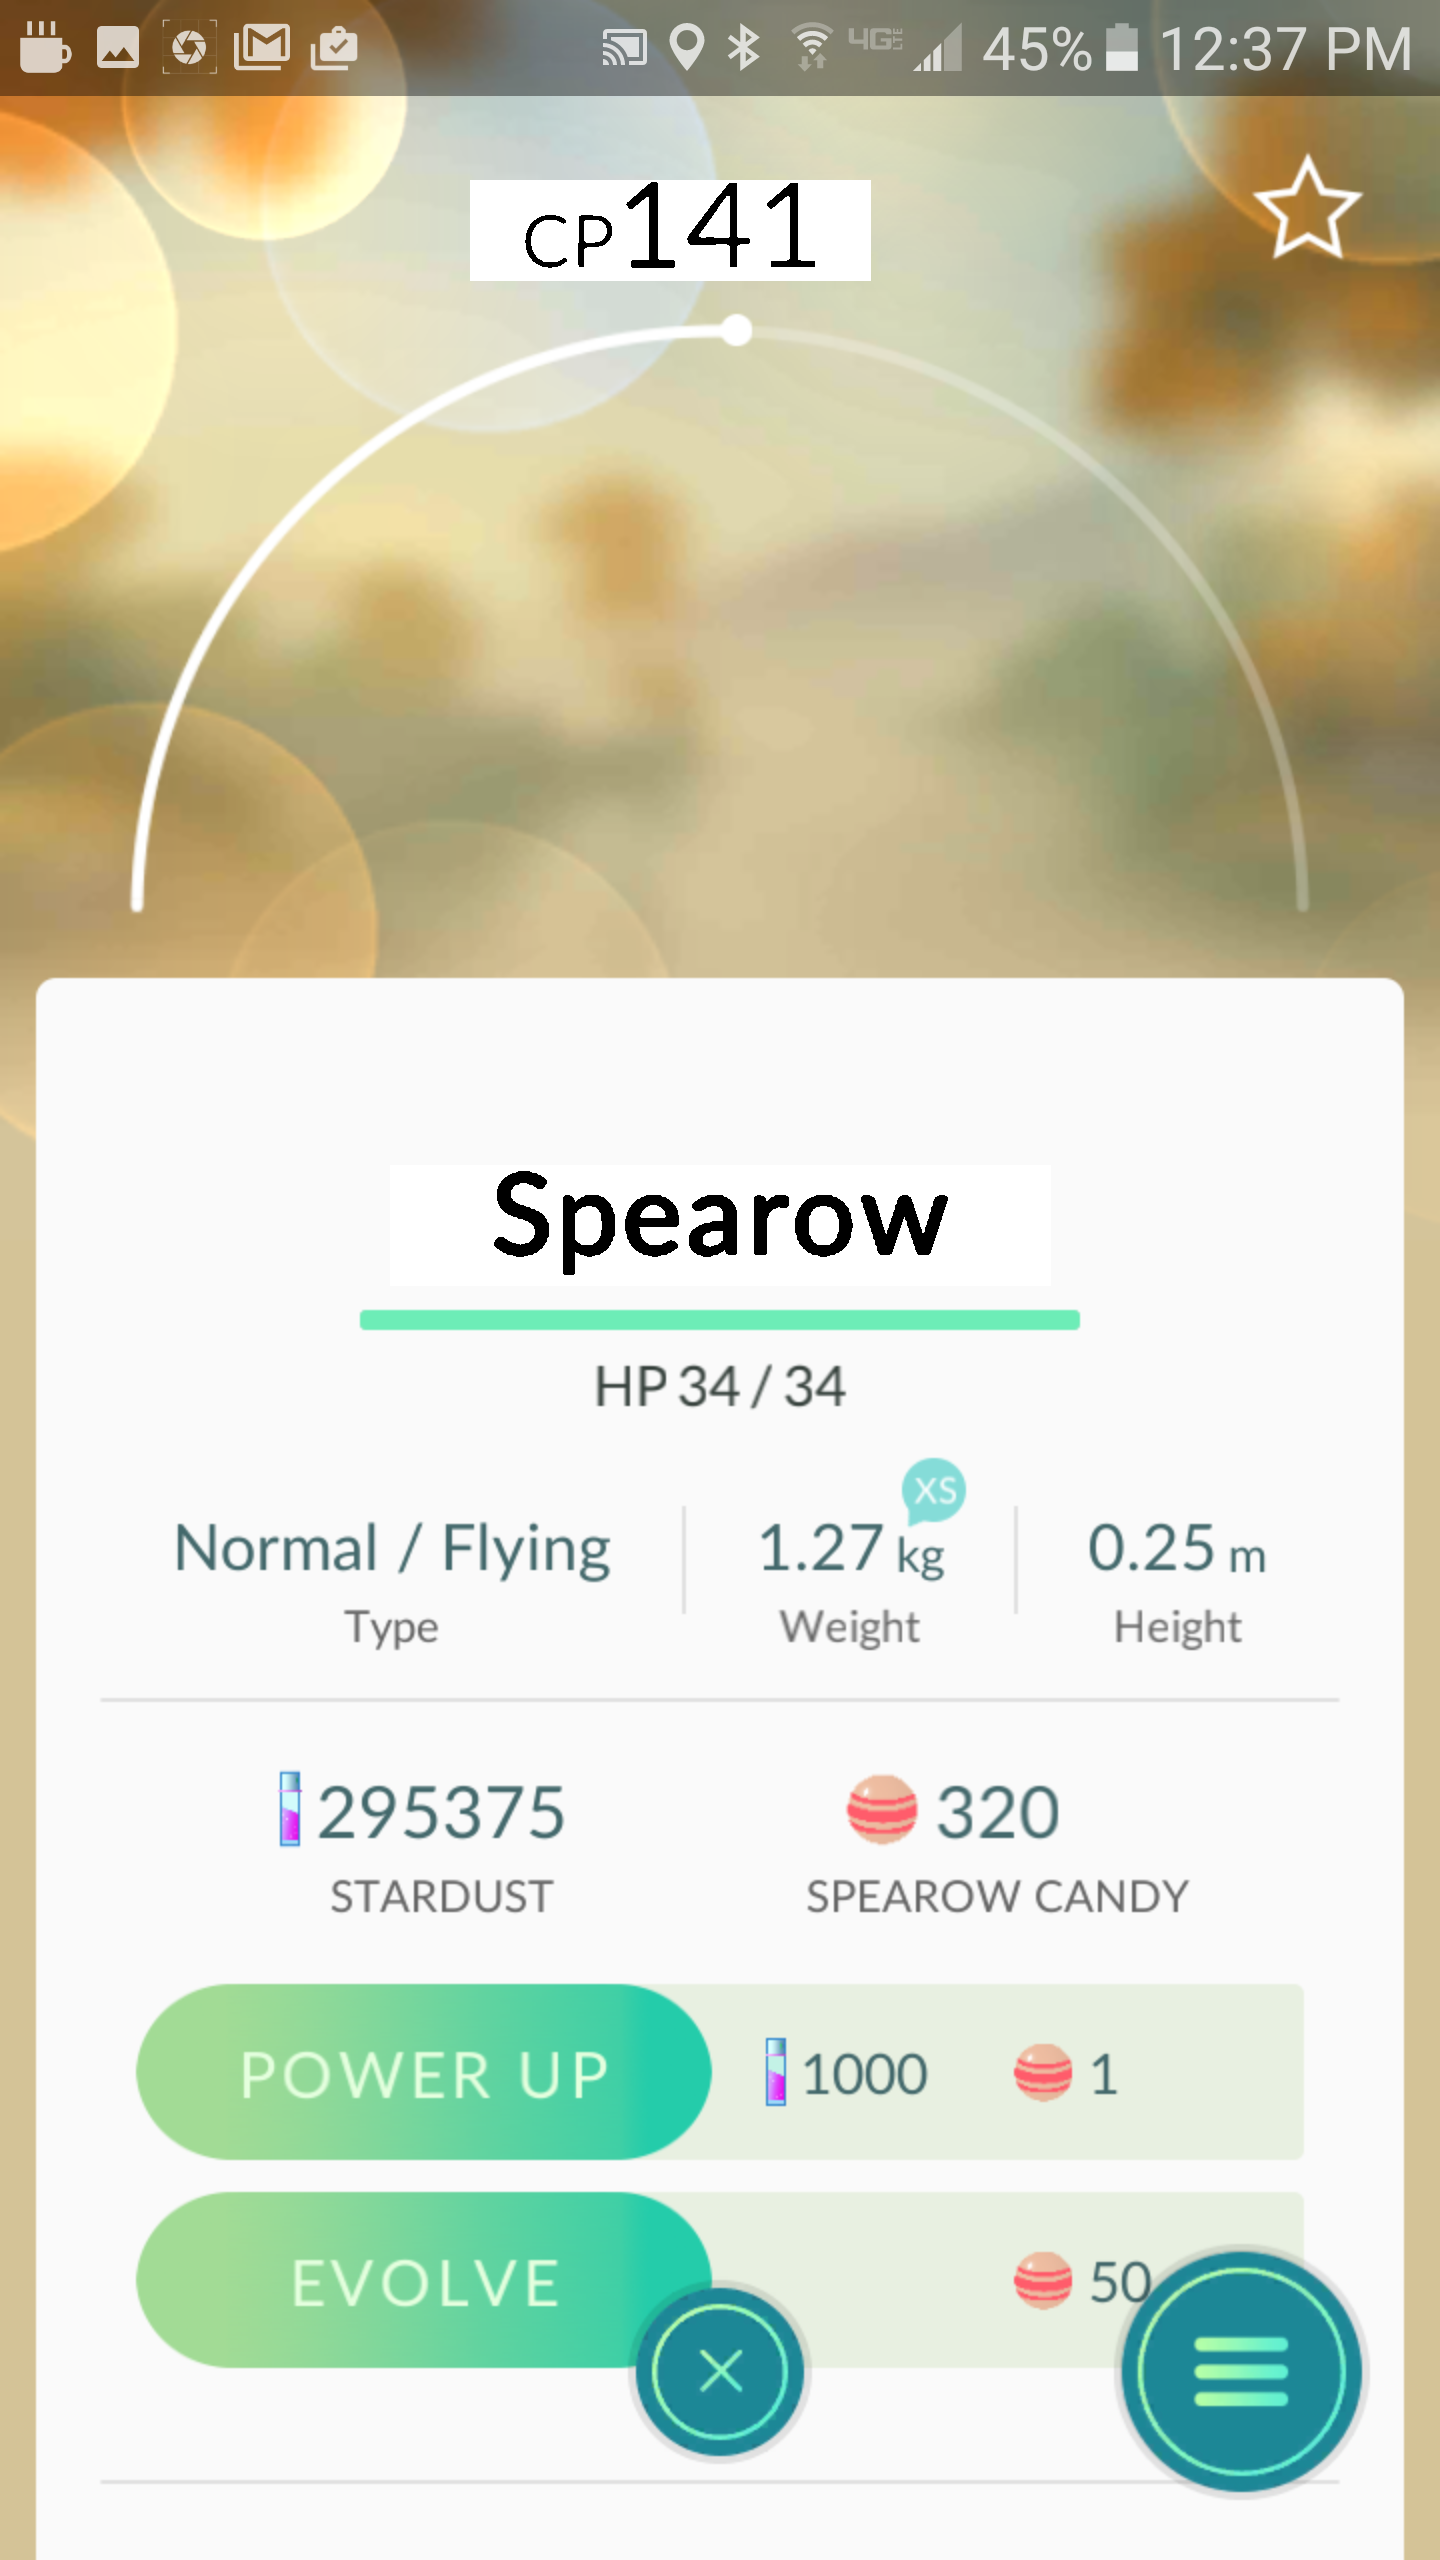 4G LTE 45% 12:37 PM
CP141
Spearow
HP 34 / 34
XS
Normal / Flying 1.27 kg 0.25 m
Type Weight Height
295375 320
STARDUST SPEAROW CANDY
POWER UP 1000 1
EVOLVE 50